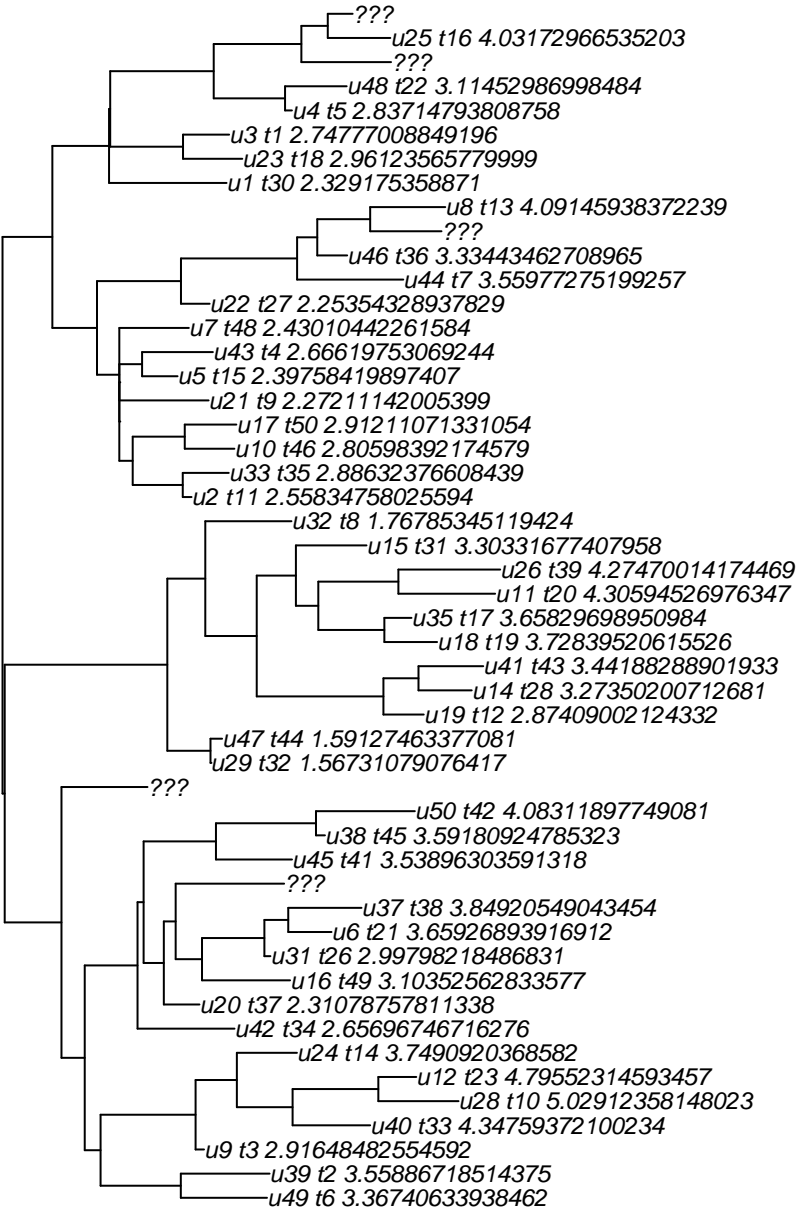 ???
u25 t16 4.03172966535203
???
u48 t22 3.11452986998484
u4 t5 2.83714793808758
u3 t1 2.74777008849196
u23 t18 2.96123565779999
u1 t30 2.329175358871
u8 t13 4.09145938372239
???
u46 t36 3.33443462708965
u44 t7 3.55977275199257
u22 t27 2.25354328937829
u7 t48 2.43010442261584
u43 t4 2.66619753069244
u5 t15 2.39758419897407
u21 t9 2.27211142005399
u17 t50 2.91211071331054
u10 t46 2.80598392174579
u33 t35 2.88632376608439
u2 t11 2.55834758025594
u32 t8 1.76785345119424
u15 t31 3.30331677407958
u26 t39 4.27470014174469
u11 t20 4.30594526976347
u35 t17 3.65829698950984
u18 t19 3.72839520615526
u41 t43 3.44188288901933
u14 t28 3.27350200712681
u19 t12 2.87409002124332
u47 t44 1.59127463377081
u29 t32 1.56731079076417
???
u50 t42 4.08311897749081
u38 t45 3.59180924785323
u45 t41 3.53896303591318
???
u37 t38 3.84920549043454
u6 t21 3.65926893916912
u31 t26 2.99798218486831
u16 t49 3.10352562833577
u20 t37 2.31078757811338
u42 t34 2.65696746716276
u24 t14 3.7490920368582
u12 t23 4.79552314593457
u28 t10 5.02912358148023
u40 t33 4.34759372100234
u9 t3 2.91648482554592
u39 t2 3.55886718514375
u49 t6 3.36740633938462